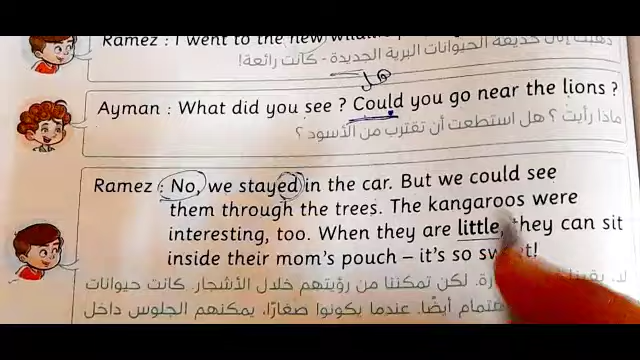 Ramez : I went to the new wildlife
ذهبت إلى حديقة الحيوانات البرية الجديدة - كانت رائعة!
هل
Ayman : What did you see ? Could you go near the lions ?
ماذا رأيت ؟ هل استطعت أن تقترب من الأسود ؟
Ramez : No, we stayed in the car. But we could see
them through the trees. The kangaroos were
interesting, too. When they are little, they can sit
inside their mom's pouch – it's so sweet!
لا، بقينا رة. لكن تمكننا من رؤيتهم خلال الأشجار. كانت حيوانات
أيضًا. عندما يكونوا صغارًا، يمكنهم الجلوس داخل